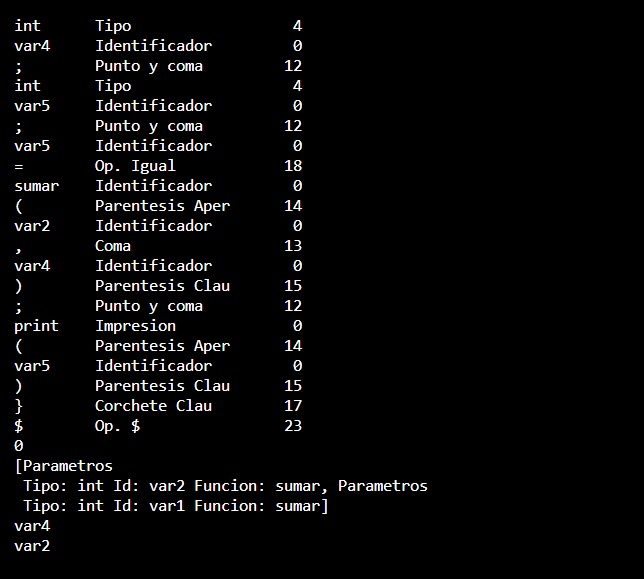 int Tipo 4
var4 Identificador 0
; Punto y coma 12
int Tipo 4
var5 Identificador 0
; Punto y coma 12
var5 Identificador 0
= Op. Igual 18
sumar Identificador 0
( Parentesis Aper 14
var2 Identificador 0
, Coma 13
var4 Identificador 0
) Parentesis Clau 15
; Punto y coma 12
print Impresion 0
( Parentesis Aper 14
var5 Identificador 0
) Parentesis Clau 15
} Corchete Clau 17
$ Op. $ 23
0
[Parametros
Tipo: int Id: var2 Funcion: sumar, Parametros
Tipo: int Id: var1 Funcion: sumar]
var4
var2